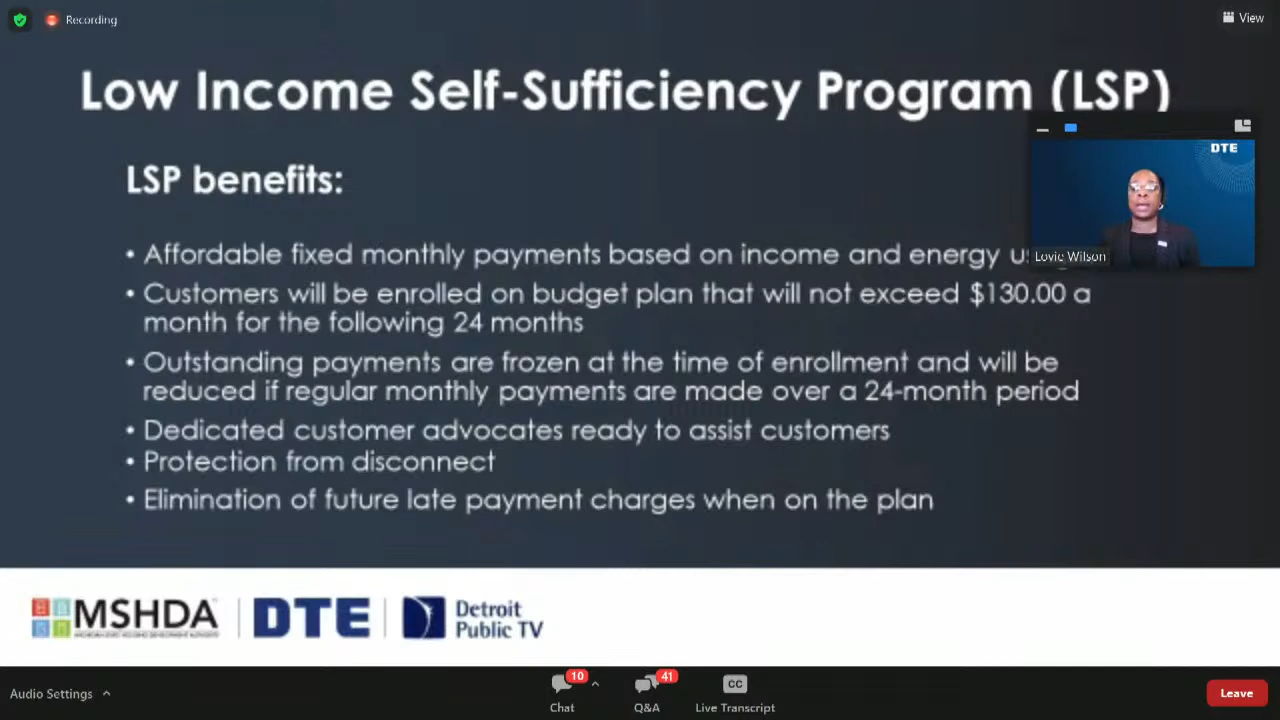 Recording
View
Low Income Self-Sufficiency Program (LSP)
DTE
LSP benefits:
Lovie Wilson
• Affordable fixed monthly payments based on income and energy
• Customers will be enrolled on budget plan that will not exceed $130.00 a
month for the following 24 months
• Outstanding payments are frozen at the time of enrollment and will be
reduced if regular monthly payments are made over a 24-month period
• Dedicated customer advocates ready to assist customers
• Protection from disconnect
• Elimination of future late payment charges when on the plan
MSHDA
DTE
Detroit
Public TV
Audio Settings
10
41
CC
Chat
Q&A
Live Transcript
Leave